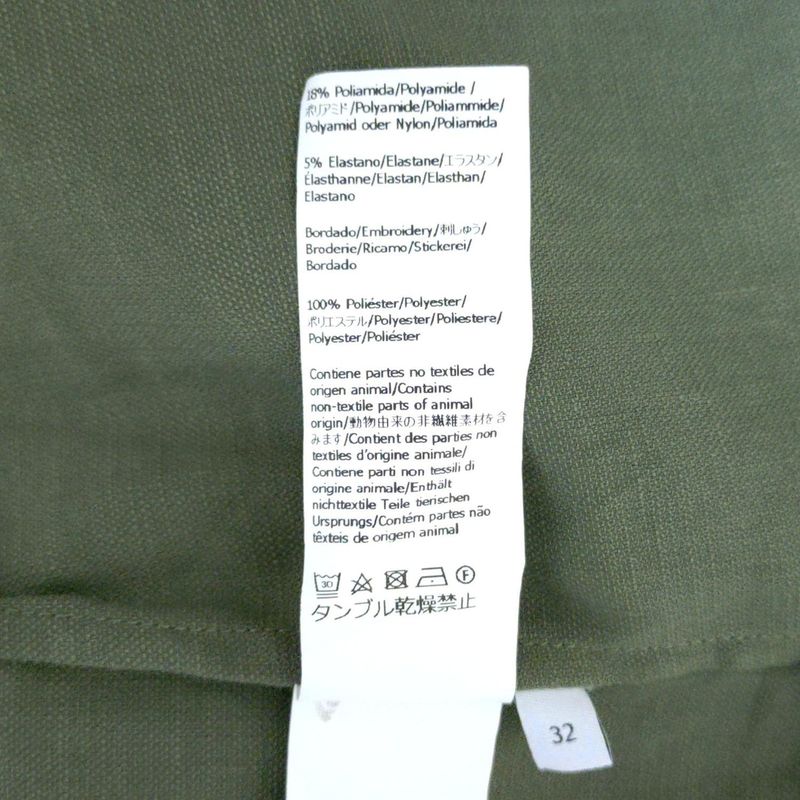 18% Poliamida/Polyamide /
ポリアミド/Polyamide/Poliammide/
Polyamid oder Nylon/Poliamida
5% Elastano/Elastane/エラスタン/
Élasthanne/Elastan/Elasthan/
Elastano
Bordado/Embroidery/刺しゅう/
Broderie/Ricamo/Stickerei/
Bordado
100% Poliéster/Polyester/
ポリエステル/Polyester/Poliestere/
Polyester/Poliéster
Contiene partes no textiles de
origen animal/Contains
non-textile parts of animal
origin/動物由来の非繊維素材を含
みます/Contient des parties non
textiles d'origine animale/
Contiene parti non tessili di
origine animale/Enthält
nichttextile Teile tierischen
Ursprungs/Contém partes não
têxteis de origem animal
30
F
タンブル乾燥禁止
32